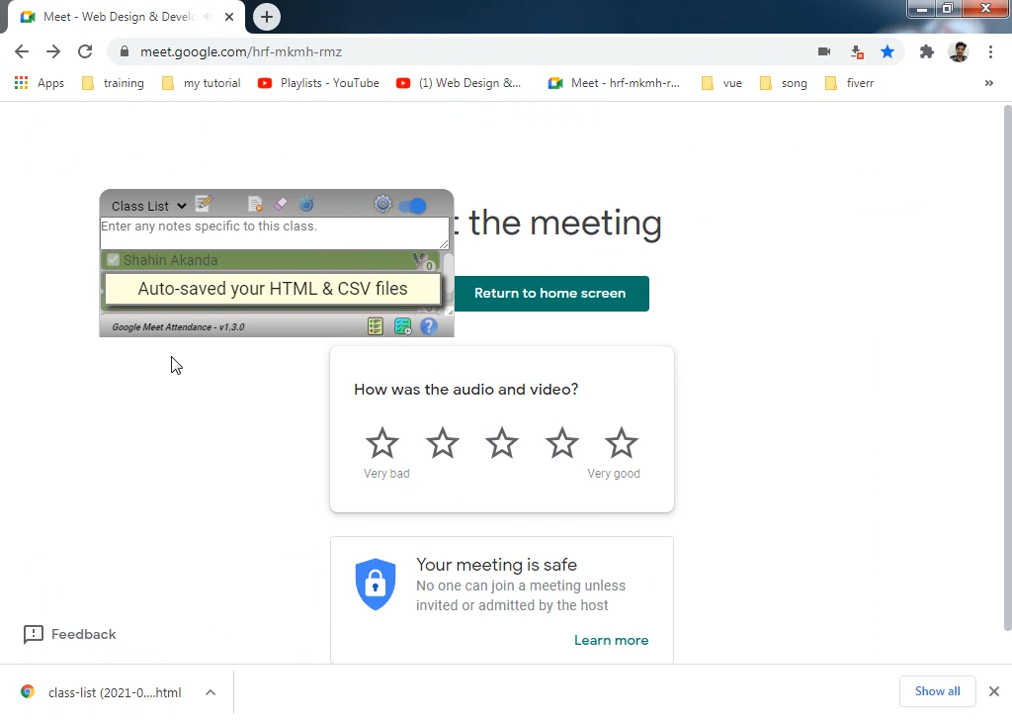 Meet - Web Design & Devel
meet.google.com/hrf-mkmh-rmz
Apps training my tutorial Playlists - YouTube (1) Web Design &... Meet - hrf-mkmh-r... vue song fiverr »
Class List
Enter any notes specific to this class.
Shahin Akanda
0
Auto-saved your HTML & CSV files
Google Meet Attendance - v1.3.0
?
t the meeting
Return to home screen
How was the audio and video?
Very bad Very good
Your meeting is safe
No one can join a meeting unless
invited or admitted by the host
Learn more
Feedback
class-list (2021-0....html
Show all